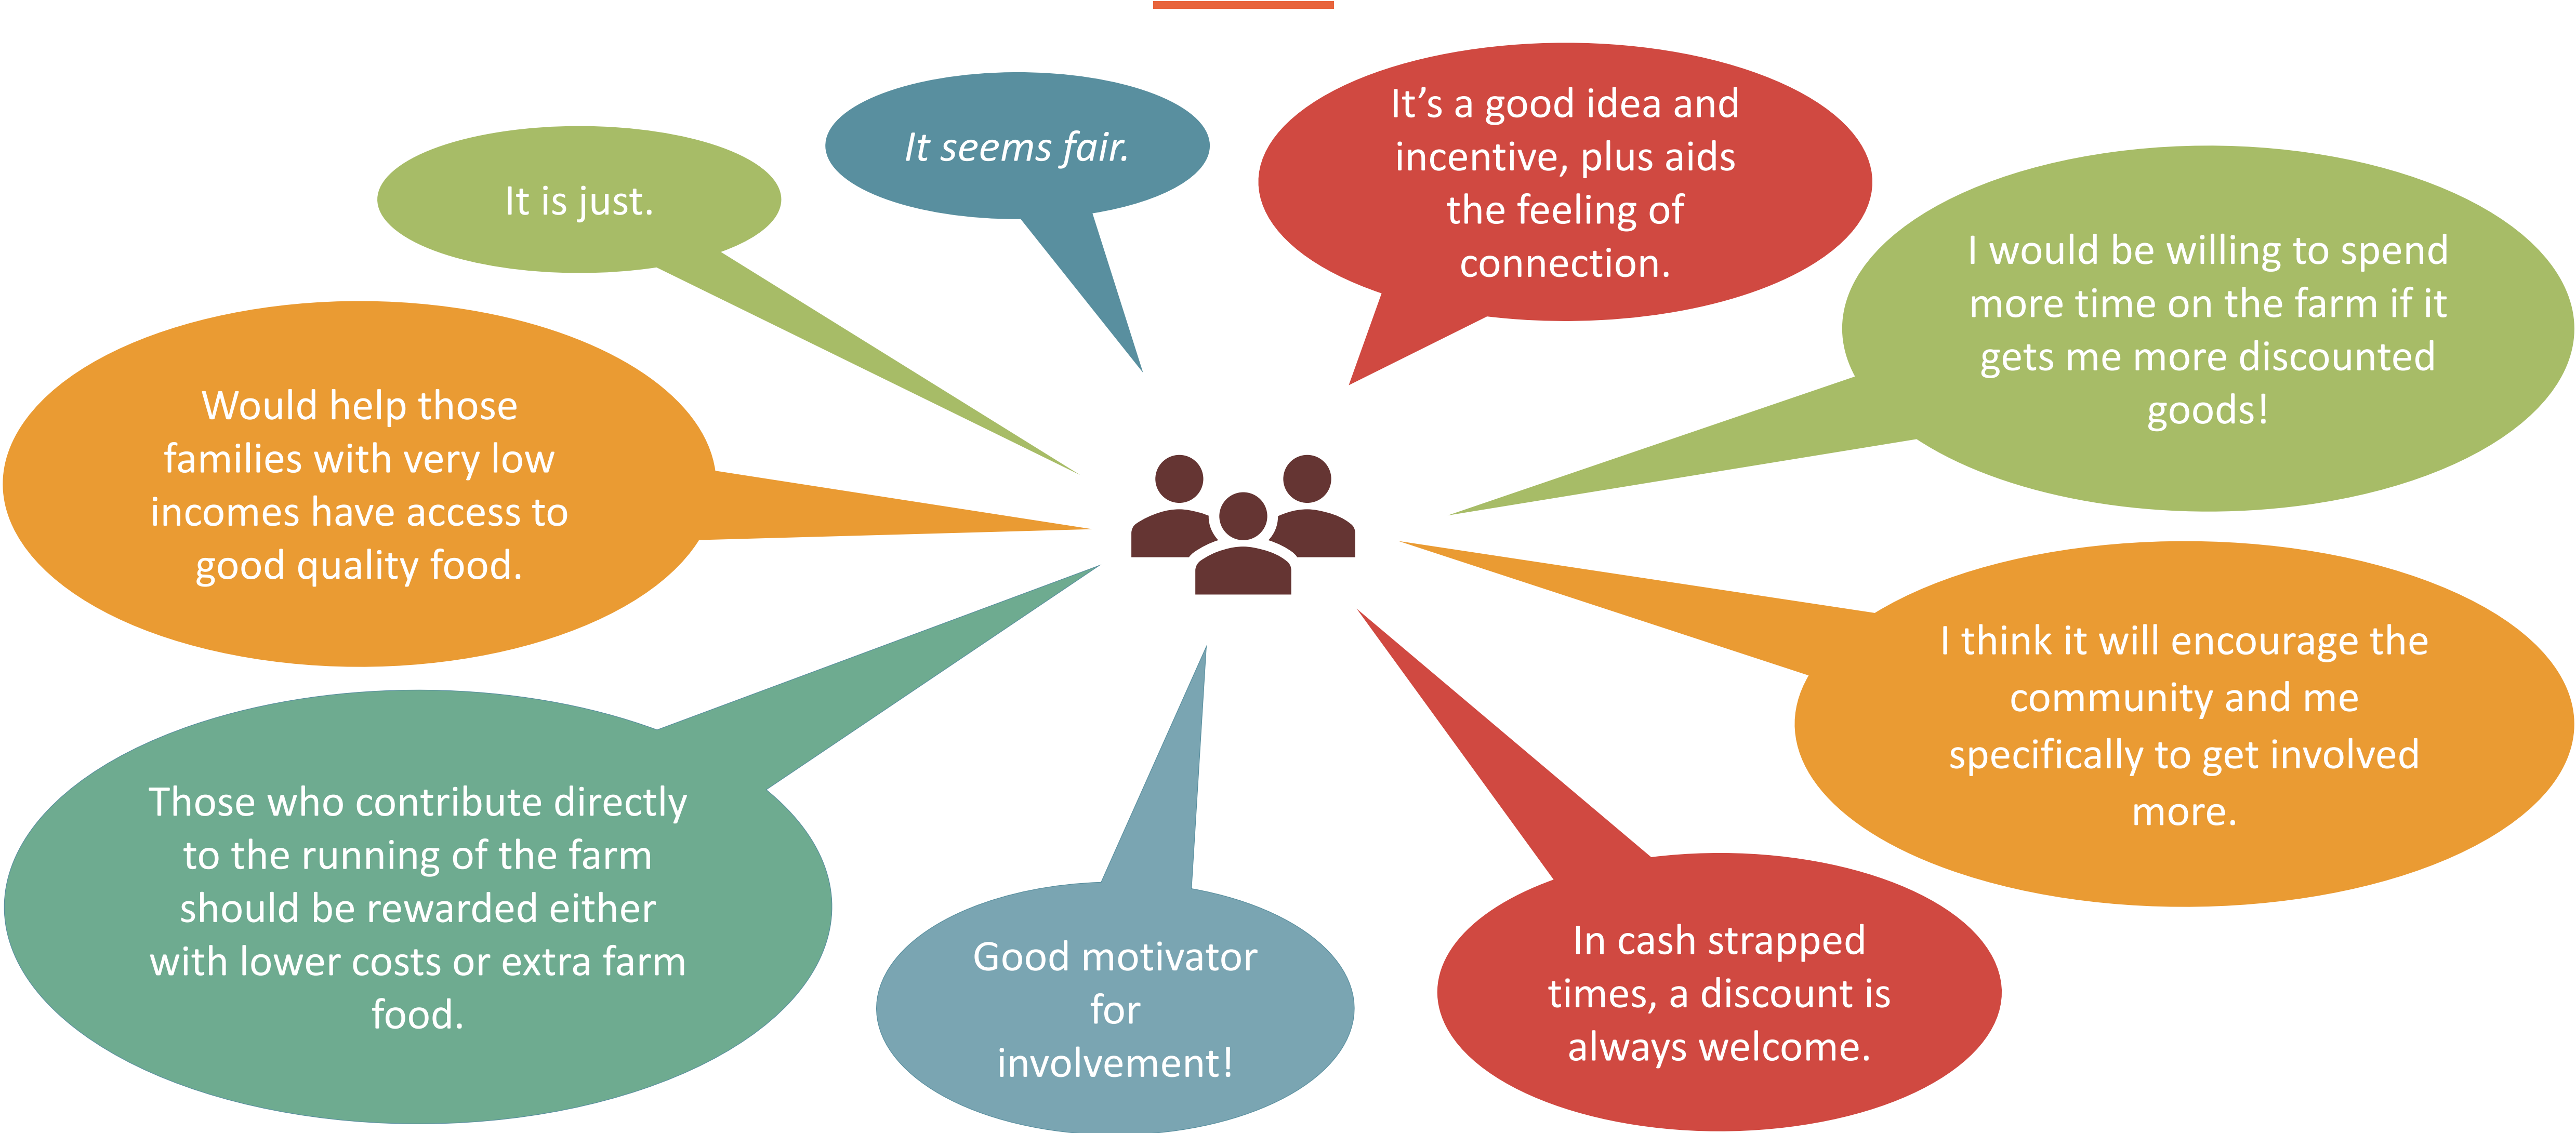 It is just.
It seems fair.
It’s a good idea and
incentive, plus aids
the feeling of
connection.
I would be willing to spend
more time on the farm if it
gets me more discounted
goods!
Would help those
families with very low
incomes have access to
good quality food.
I think it will encourage the
community and me
specifically to get involved
more.
Those who contribute directly
to the running of the farm
should be rewarded either
with lower costs or extra farm
food.
Good motivator
for
involvement!
In cash strapped
times, a discount is
always welcome.